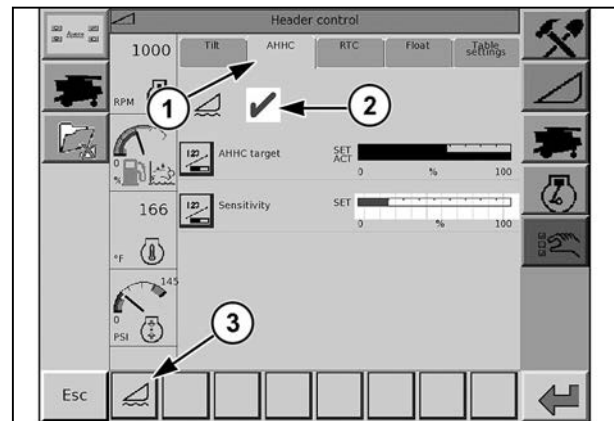 Header control
1000
Tilt
AHHC
RTC
Float
Table settings
RPM
1
2
AHHC target
SET
ACT
0
%
100
0
%
166
Sensitivity
SET
0
%
100
°F
145
0
PSI
3
Esc